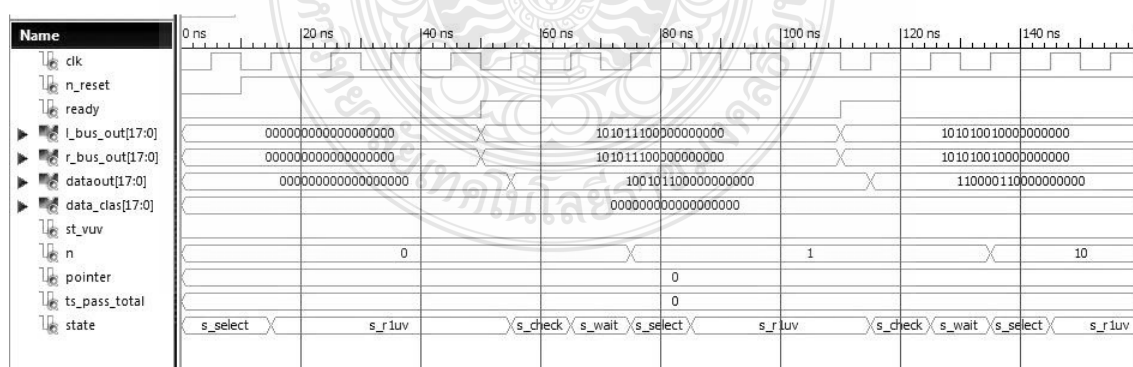 Name 0 ns 20 ns 40 ns 60 ns 80 ns 100 ns 120 ns 140 ns
clk
n_reset
ready
l_bus_out[17:0] 000000000000000000 101011100000000000 101010010000000000
r_bus_out[17:0] 000000000000000000 101011100000000000 101010010000000000
dataout[17:0] 000000000000000000 100101100000000000 110000110000000000
data_clas[17:0] 000000000000000000
st_vuv
n 0 1 10
pointer 0
ts_pass_total 0
state s_select s_r1uv s_check s_wait s_select s_r1uv s_check s_wait s_select s_r1uv